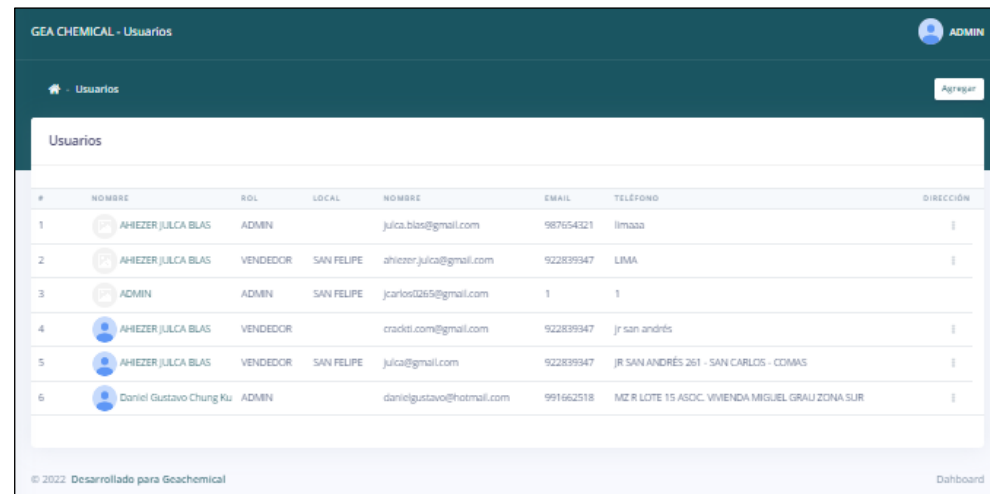 GEA CHEMICAL - Usuarios ADMIN
- Usuarios Agregar
Usuarios
# NOMBRE ROL LOCAL NOMBRE EMAIL TELÉFONO DIRECCIÓN
1 AHIEZER JULCA BLAS ADMIN julca.blas@gmail.com 987654321 limaaa
2 AHIEZER JULCA BLAS VENDEDOR SAN FELIPE ahiezer.julca@gmail.com 922839347 LIMA
3 ADMIN ADMIN SAN FELIPE jcarlos0265@gmail.com 1 1
4 AHIEZER JULCA BLAS VENDEDOR crackti.com@gmail.com 922839347 jr san andrés
5 AHIEZER JULCA BLAS VENDEDOR SAN FELIPE julca@gmail.com 922839347 JR SAN ANDRÉS 261 - SAN CARLOS - COMAS
6 Daniel Gustavo Chung Ku ADMIN danielgustavo@hotmail.com 991662518 MZ R LOTE 15 ASOC. VIVIENDA MIGUEL GRAU ZONA SUR
© 2022 Desarrollado para Geachemical Dahboard